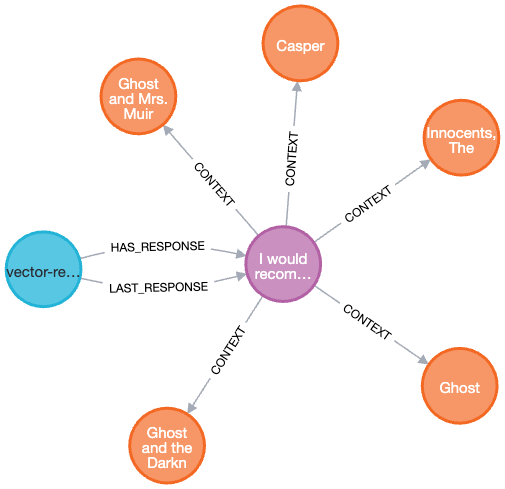 Casper
Ghost
and Mrs.
Muir
Innocents,
The
CONTEXT
CONTEXT
CONTEXT
HAS_RESPONSE
vector-re...
I would
recom...
LAST_RESPONSE
CONTEXT
CONTEXT
Ghost
Ghost
and the
Darkn